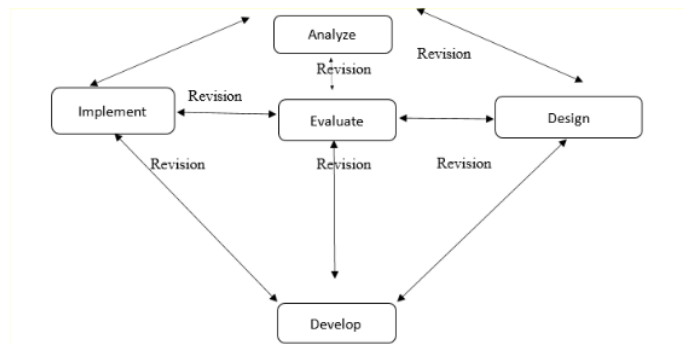 Analyze
Revision
Revision
Revision
Implement
Evaluate
Design
Revision
Revision
Revision
Develop